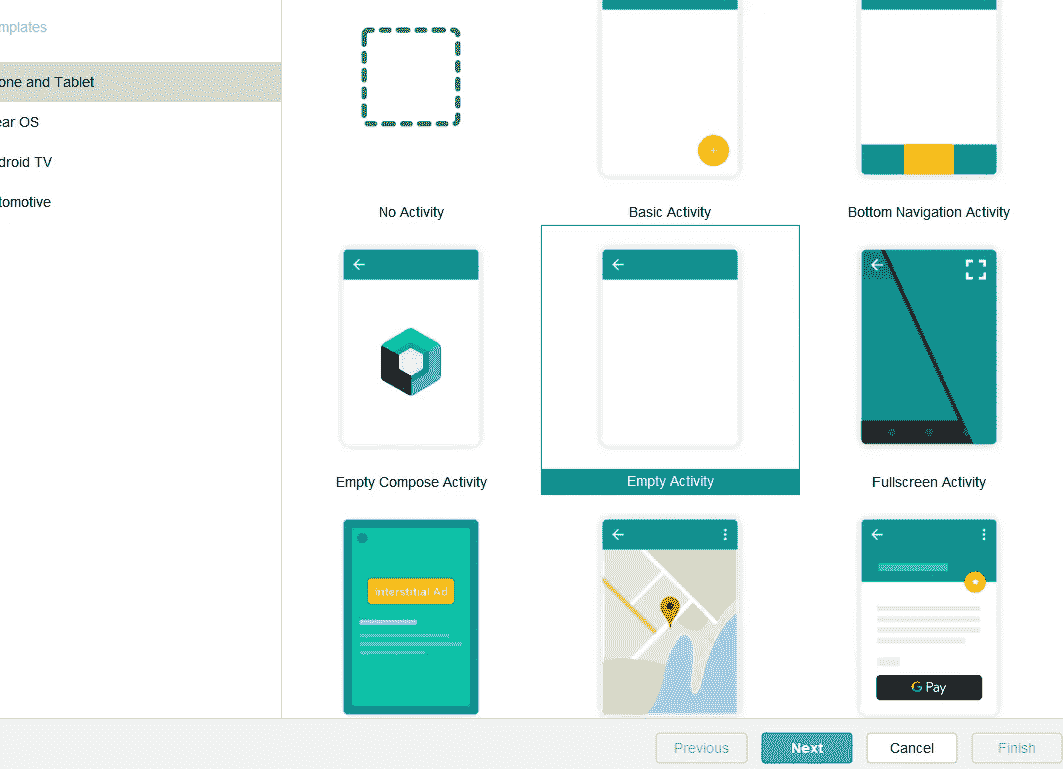 mplates
one and Tablet
ear OS
droid TV
tomotive
No Activity
Basic Activity
Bottom Navigation Activity
Empty Compose Activity
Empty Activity
Fullscreen Activity
Interstitial Ad
G Pay
Previous
Next
Cancel
Finish